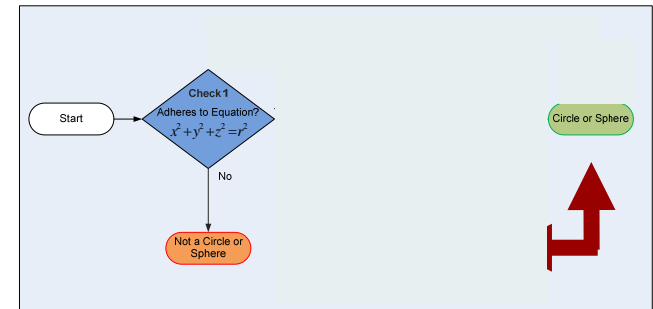 Start
Check 1
Adheres to Equation?
x² + y² + z² = r²
No
Not a Circle or
Sphere
Circle or Sphere